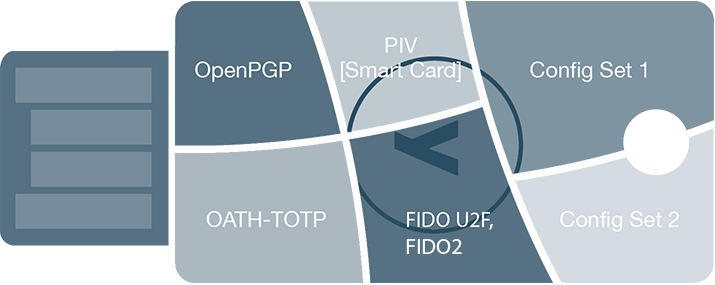 OpenPGP
PIV
[Smart Card]
Config Set 1
OATH-TOTP
FIDO U2F,
FIDO2
Config Set 2